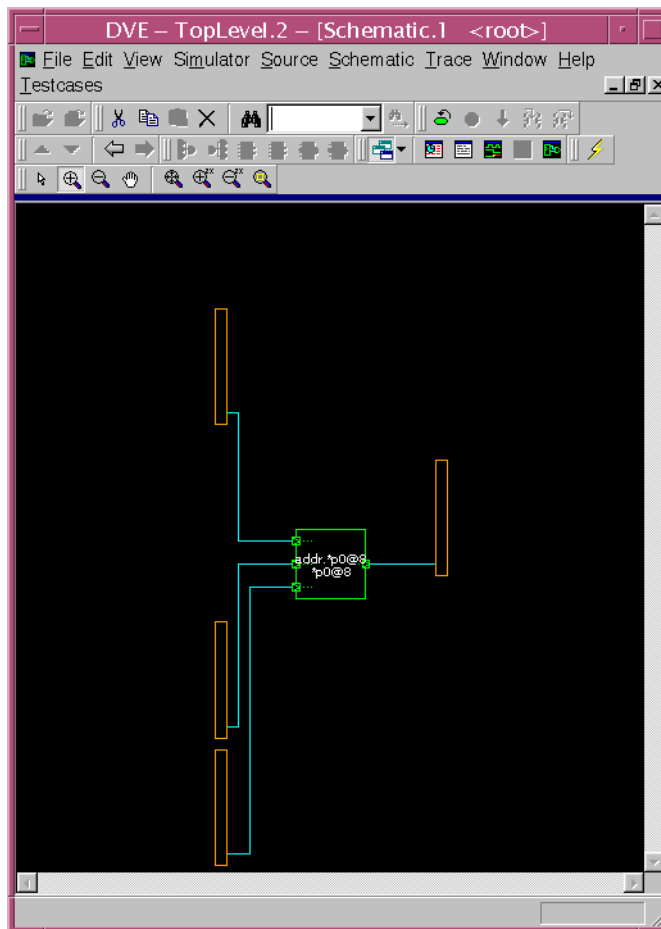 DVE – TopLevel.2 – [Schematic.1 <root>]
File Edit View Simulator Source Schematic Trace Window Help
Testcases
...
addr.*p0@8
*p0@8
...